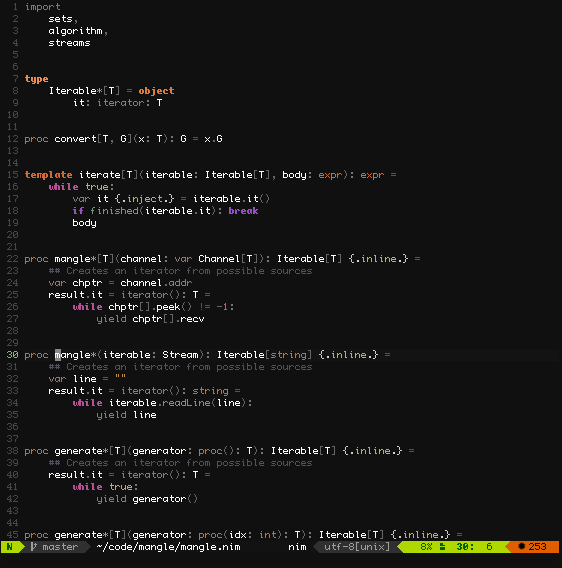 1 import
2     sets,
3     algorithm,
4     streams
5
6
7 type
8     Iterable*[T] = object
9         it: iterator: T
10
11
12 proc convert[T, G](x: T): G = x.G
13
14
15 template iterate[T](iterable: Iterable[T], body: expr): expr =
16     while true:
17         var it {.inject.} = iterable.it()
18         if finished(iterable.it): break
19         body
20
21
22 proc mangle*[T](channel: var Channel[T]): Iterable[T] {.inline.} =
23     ## Creates an iterator from possible sources
24     var chptr = channel.addr
25     result.it = iterator(): T =
26         while chptr[].peek() != -1:
27             yield chptr[].recv
28
29
30 proc mangle*(iterable: Stream): Iterable[string] {.inline.} =
31     ## Creates an iterator from possible sources
32     var line = ""
33     result.it = iterator(): string =
34         while iterable.readLine(line):
35             yield line
36
37
38 proc generate*[T](generator: proc(): T): Iterable[T] {.inline.} =
39     ## Creates an iterator from possible sources
40     result.it = iterator(): T =
41         while true:
42             yield generator()
43
44
45 proc generate*[T](generator: proc(idx: int): T): Iterable[T] {.inline.} =
N master ~/code/mangle/mangle.nim nim utf-8[unix] 8% 30: 6 253